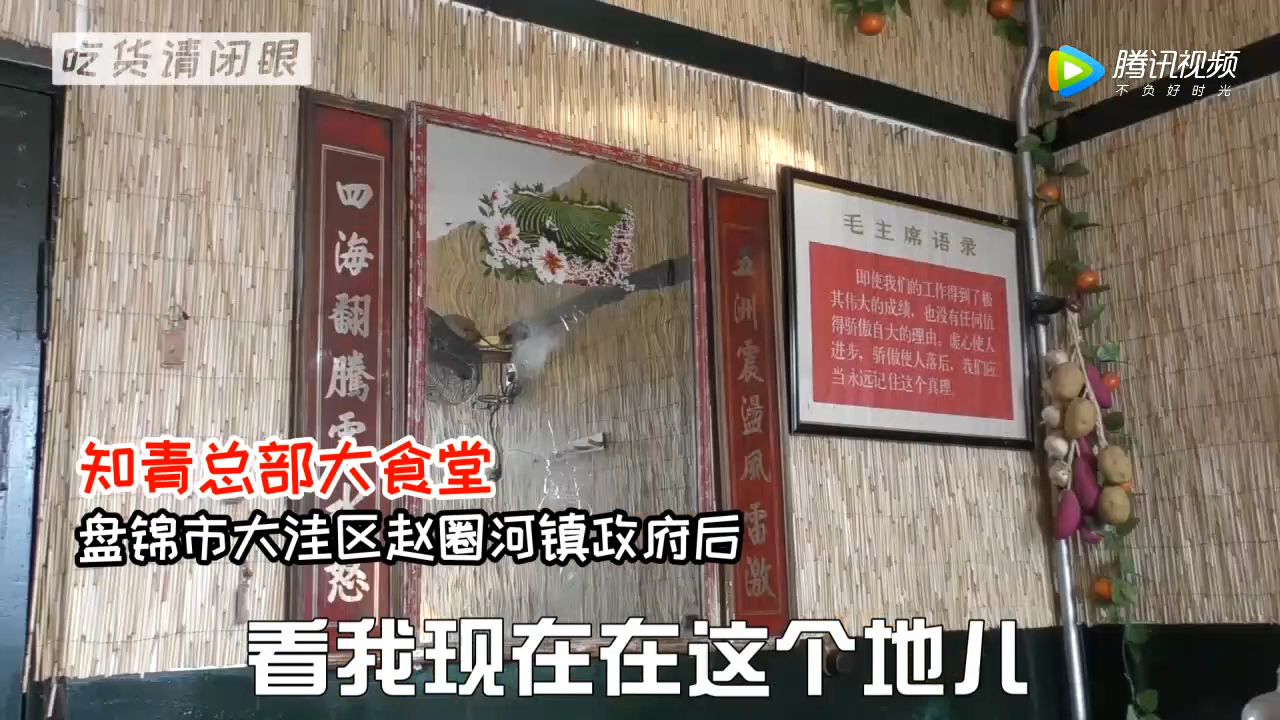 吃货请闭眼
腾讯视频
不负好时光
四海翻騰雲水怒
五洲震盪風雷激
毛主席语录
即使我们的工作得到了极
其伟大的成绩，也没有任何值
得骄傲自大的理由。虚心使人
进步，骄傲使人落后，我们应
当永远记住这个真理。
知青总部大食堂
盘锦市大洼区赵圈河镇政府后
看我现在在这个地儿